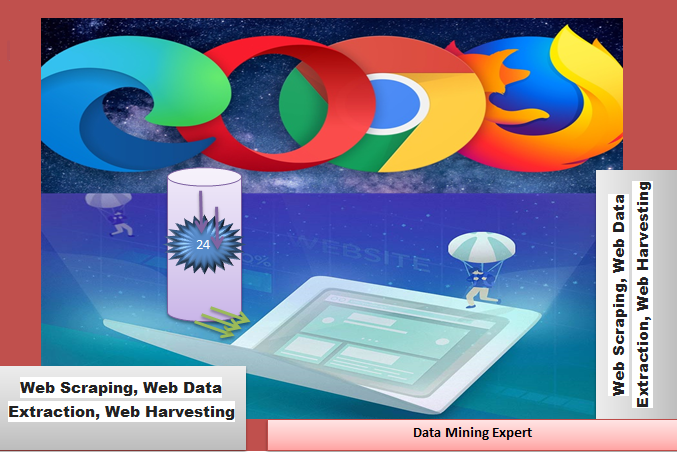 24
WEBSITE
Web Scraping, Web Data
Extraction, Web Harvesting
Web Scraping, Web Data
Extraction, Web Harvesting
Data Mining Expert